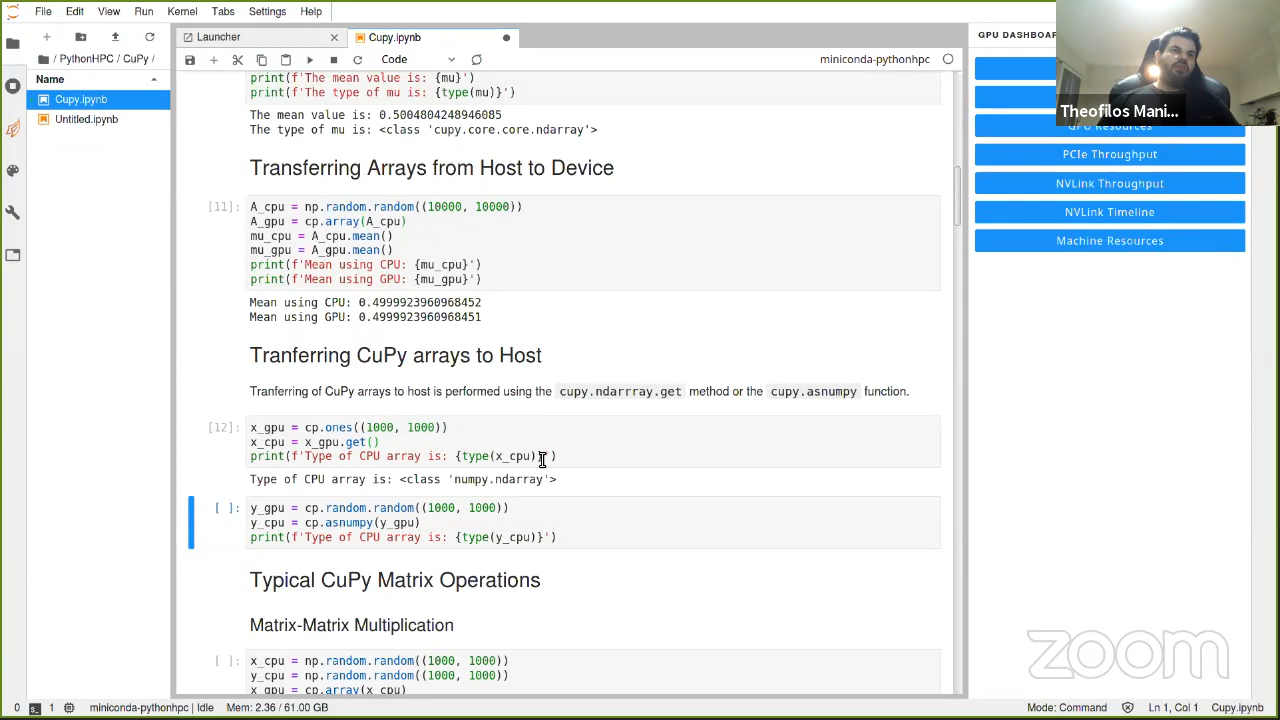 File Edit View Run Kernel Tabs Settings Help
Launcher
Cupy.ipynb
GPU DASHBOAR
/ PythonHPC / CuPy /
Name
Cupy.ipynb
Untitled.ipynb
Code
miniconda-pythonhpc
print(f'The mean value is: {mu}')
print(f'The type of mu is: {type(mu)}')
The mean value is: 0.5004804248946085
The type of mu is: <class 'cupy.core.core.ndarray'>
Transferring Arrays from Host to Device
[11]:
A_cpu = np.random.random((10000, 10000))
A_gpu = cp.array(A_cpu)
mu_cpu = A_cpu.mean()
mu_gpu = A_gpu.mean()
print(f'Mean using CPU: {mu_cpu}')
print(f'Mean using GPU: {mu_gpu}')
Mean using CPU: 0.4999923960968452
Mean using GPU: 0.4999923960968451
Tranferring CuPy arrays to Host
Tranferring of CuPy arrays to host is performed using the cupy.ndarrray.get method or the cupy.asnumpy function.
[12]:
x_gpu = cp.ones((1000, 1000))
x_cpu = x_gpu.get()
print(f'Type of CPU array is: {type(x_cpu)}')
Type of CPU array is: <class 'numpy.ndarray'>
[ ]:
y_gpu = cp.random.random((1000, 1000))
y_cpu = cp.asnumpy(y_gpu)
print(f'Type of CPU array is: {type(y_cpu)}')
Typical CuPy Matrix Operations
Matrix-Matrix Multiplication
[ ]:
x_cpu = np.random.random((1000, 1000))
y_cpu = np.random.random((1000, 1000))
x_gpu = cp.array(x_cpu)
Theofilos Mani...
GPU Resources
PCIe Throughput
NVLink Throughput
NVLink Timeline
Machine Resources
zoom
0 1 miniconda-pythonhpc | Idle Mem: 2.36 / 61.00 GB
Mode: Command Ln 1, Col 1 Cupy.ipynb